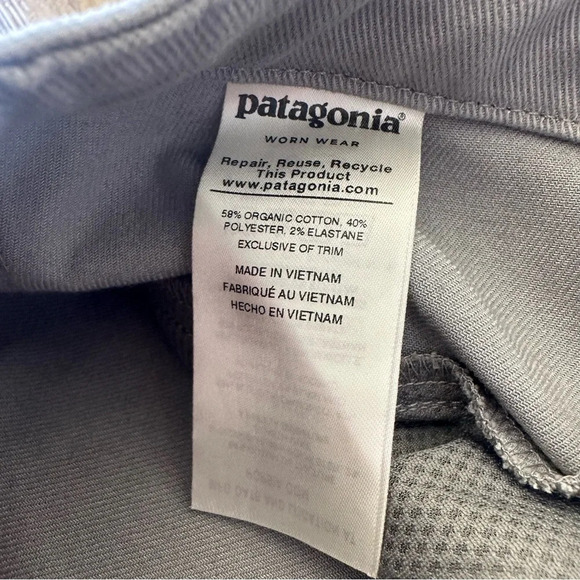 patagonia®
WORN WEAR
Repair, Reuse, Recycle
This Product
www.patagonia.com
58% ORGANIC COTTON, 40%
POLYESTER, 2% ELASTANE
EXCLUSIVE OF TRIM
MADE IN VIETNAM
FABRIQUÉ AU VIETNAM
HECHO EN VIETNAM